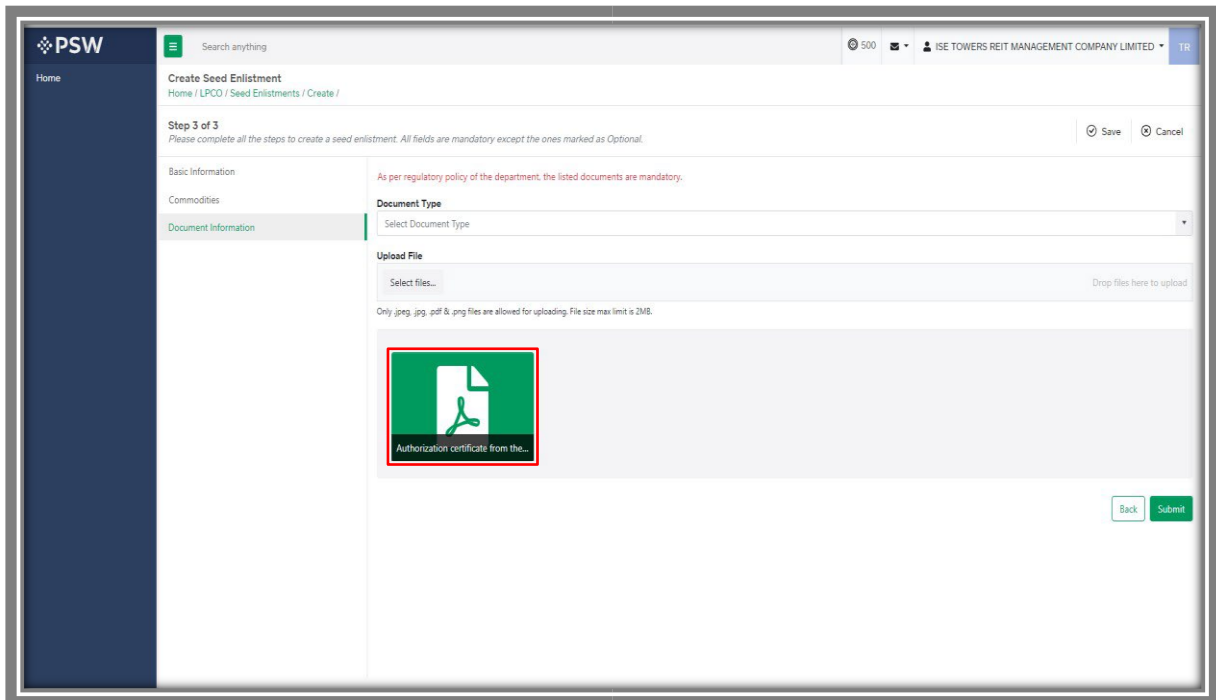 PSW
Search anything
500
ISE TOWERS REIT MANAGEMENT COMPANY LIMITED
TR
Home
Create Seed Enlistment
Home / LPCO / Seed Enlistments / Create /
Step 3 of 3
Please complete all the steps to create a seed enlistment. All fields are mandatory except the ones marked as Optional.
Save
Cancel
Basic Information
Commodities
Document Information
As per regulatory policy of the department, the listed documents are mandatory.
Document Type
Select Document Type
Upload File
Select files...
Drop files here to upload
Only .jpeg, .jpg, .pdf & .png files are allowed for uploading. File size max limit is 2MB.
Authorization certificate from the...
Back
Submit